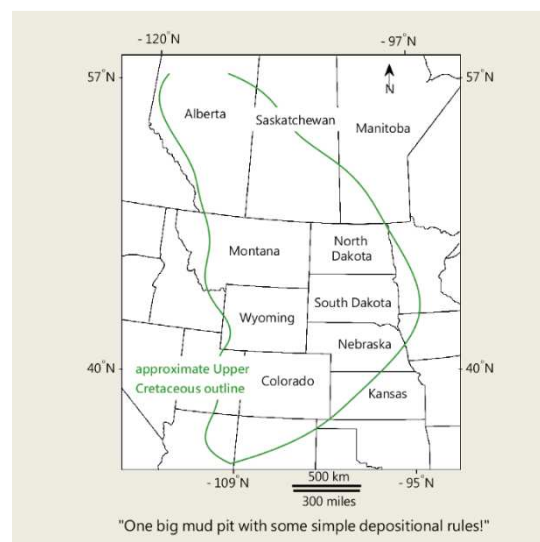 - 120°N
- 97°N
57°N
57°N
N
Alberta
Saskatchewan
Manitoba
Montana
North
Dakota
South Dakota
Wyoming
Nebraska
40°N
40°N
approximate Upper
Cretaceous outline
Colorado
Kansas
- 109°N
500 km
300 miles
- 95°N
"One big mud pit with some simple depositional rules!"